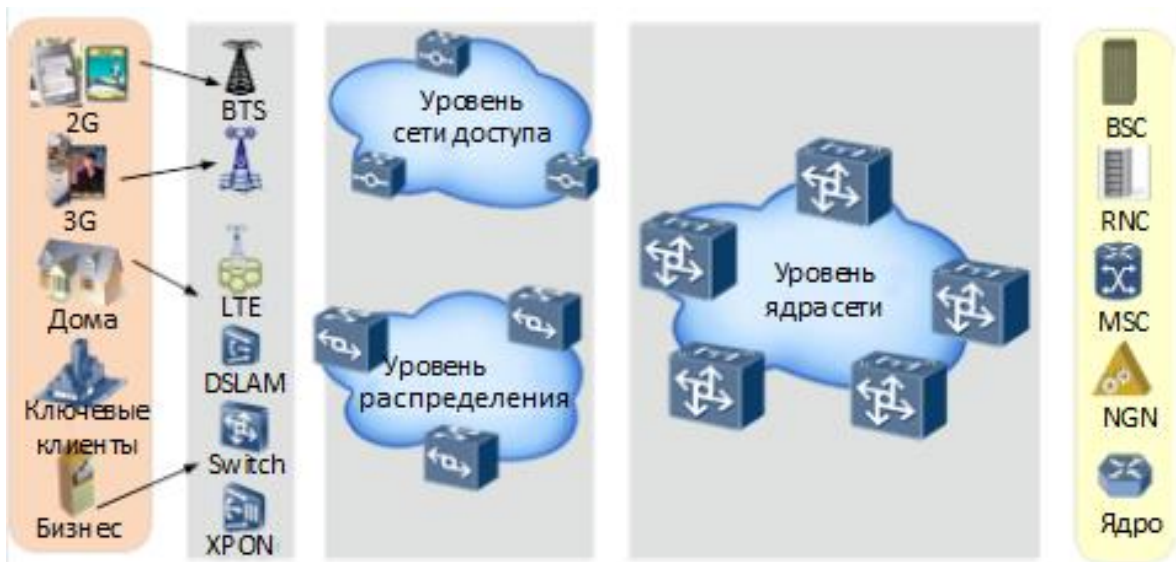 2G
3G
Дома
Ключевые
клиенты
Бизнес
BTS
LTE
DSLAM
Switch
XPON
Уровень
сети доступа
Уровень
распределения
Уровень
ядра сети
BSC
RNC
MSC
NGN
Ядро